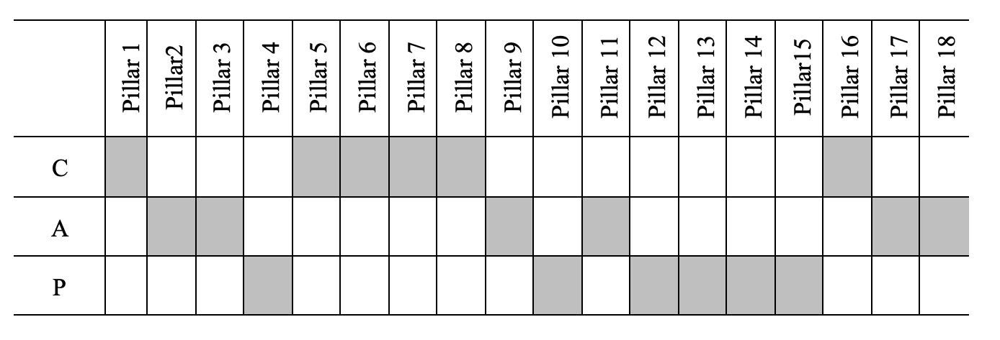 Pillar 1
Pillar2
Pillar 3
Pillar 4
Pillar 5
Pillar 6
Pillar 7
Pillar 8
Pillar 9
Pillar 10
Pillar 11
Pillar 12
Pillar 13
Pillar 14
Pillar15
Pillar 16
Pillar 17
Pillar 18
C
A
P